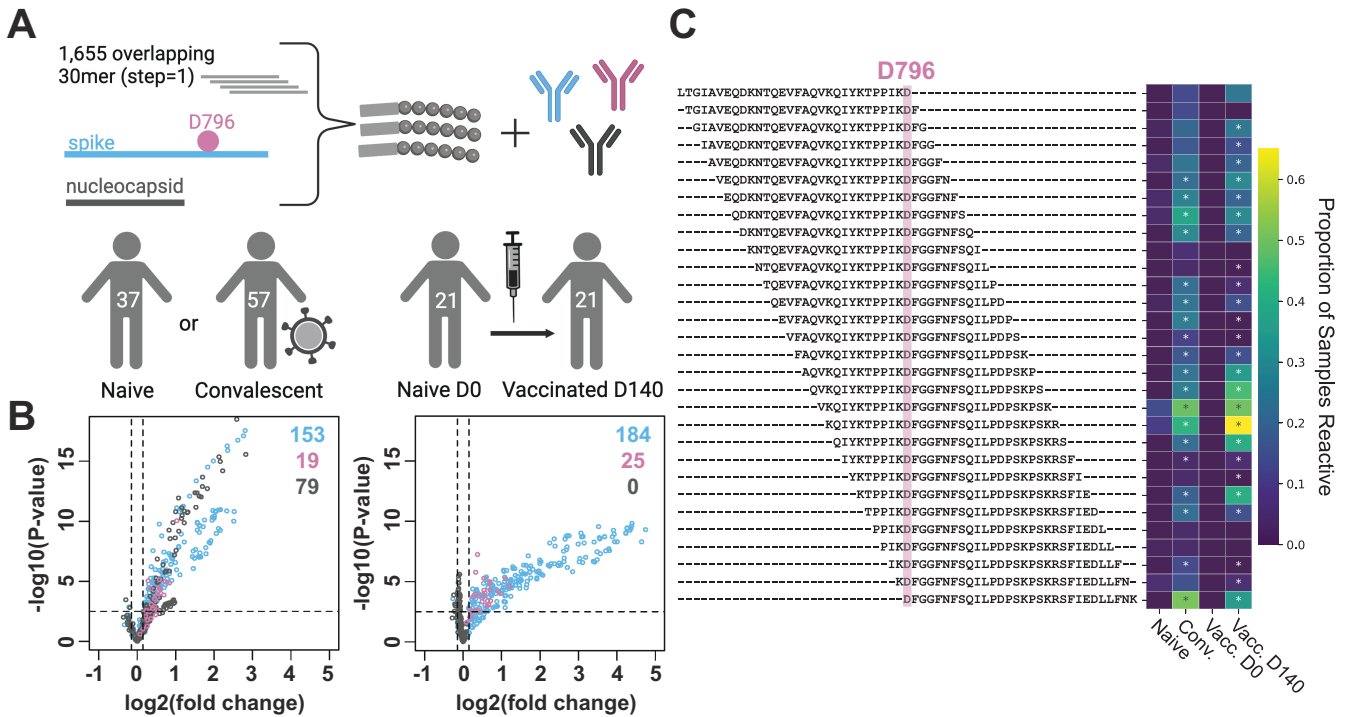 A
1,655 overlapping
30mer (step=1)
D796
spike
nucleocapsid
+
37
or
57
21
21
Naive
Convalescent
Naive D0
Vaccinated D140
B
153
19
79
-log10(P-value)
15
10
5
0
-1 0 1 2 3 4 5
log2(fold change)
184
25
0
-log10(P-value)
15
10
5
0
-1 0 1 2 3 4 5
log2(fold change)
C
D796
LTGIAVEQDKNTQEVFAQVKQIYKTPPIKD-----------------------------
-TGIAVEQDKNTQEVFAQVKQIYKTPPIKDF----------------------------
--GIAVEQDKNTQEVFAQVKQIYKTPPIKDFG---------------------------
---IAVEQDKNTQEVFAQVKQIYKTPPIKDFGG--------------------------
----AVEQDKNTQEVFAQVKQIYKTPPIKDFGGF-------------------------
-----VEQDKNTQEVFAQVKQIYKTPPIKDFGGFN------------------------
------EQDKNTQEVFAQVKQIYKTPPIKDFGGFNF-----------------------
-------QDKNTQEVFAQVKQIYKTPPIKDFGGFNFS----------------------
--------DKNTQEVFAQVKQIYKTPPIKDFGGFNFSQ---------------------
---------KNTQEVFAQVKQIYKTPPIKDFGGFNFSQI--------------------
----------NTQEVFAQVKQIYKTPPIKDFGGFNFSQIL-------------------
-----------TQEVFAQVKQIYKTPPIKDFGGFNFSQILP------------------
------------QEVFAQVKQIYKTPPIKDFGGFNFSQILPD-----------------
-------------EVFAQVKQIYKTPPIKDFGGFNFSQILPDP----------------
--------------VFAQVKQIYKTPPIKDFGGFNFSQILPDPS---------------
---------------FAQVKQIYKTPPIKDFGGFNFSQILPDPSK--------------
----------------AQVKQIYKTPPIKDFGGFNFSQILPDPSKP-------------
-----------------QVKQIYKTPPIKDFGGFNFSQILPDPSKPS------------
------------------VKQIYKTPPIKDFGGFNFSQILPDPSKPSK-----------
-------------------KQIYKTPPIKDFGGFNFSQILPDPSKPSKR----------
--------------------QIYKTPPIKDFGGFNFSQILPDPSKPSKRS---------
---------------------IYKTPPIKDFGGFNFSQILPDPSKPSKRSF--------
----------------------YKTPPIKDFGGFNFSQILPDPSKPSKRSFI-------
-----------------------KTPPIKDFGGFNFSQILPDPSKPSKRSFIE------
------------------------TPPIKDFGGFNFSQILPDPSKPSKRSFIED-----
-------------------------PPIKDFGGFNFSQILPDPSKPSKRSFIEDL----
--------------------------PIKDFGGFNFSQILPDPSKPSKRSFIEDLL---
---------------------------IKDFGGFNFSQILPDPSKPSKRSFIEDLLF--
----------------------------KDFGGFNFSQILPDPSKPSKRSFIEDLLFN-
-----------------------------DFGGFNFSQILPDPSKPSKRSFIEDLLFNK
Naive
Conv.
Vacc. D0
Vacc. D140
0.6
0.5
0.4
0.3
0.2
0.1
0.0
Proportion of Samples Reactive